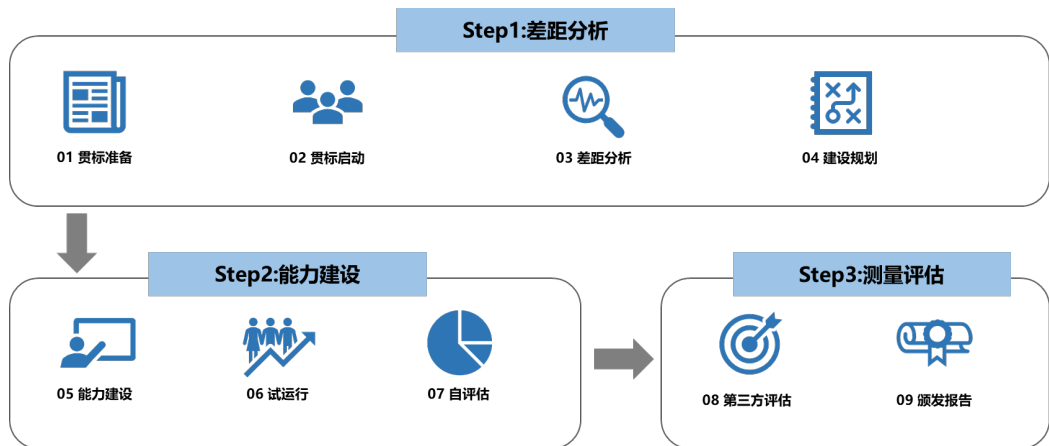 Step1:差距分析
01 贯标准备
02 贯标启动
03 差距分析
04 建设规划
Step2:能力建设
05 能力建设
06 试运行
07 自评估
Step3:测量评估
08 第三方评估
09 颁发报告